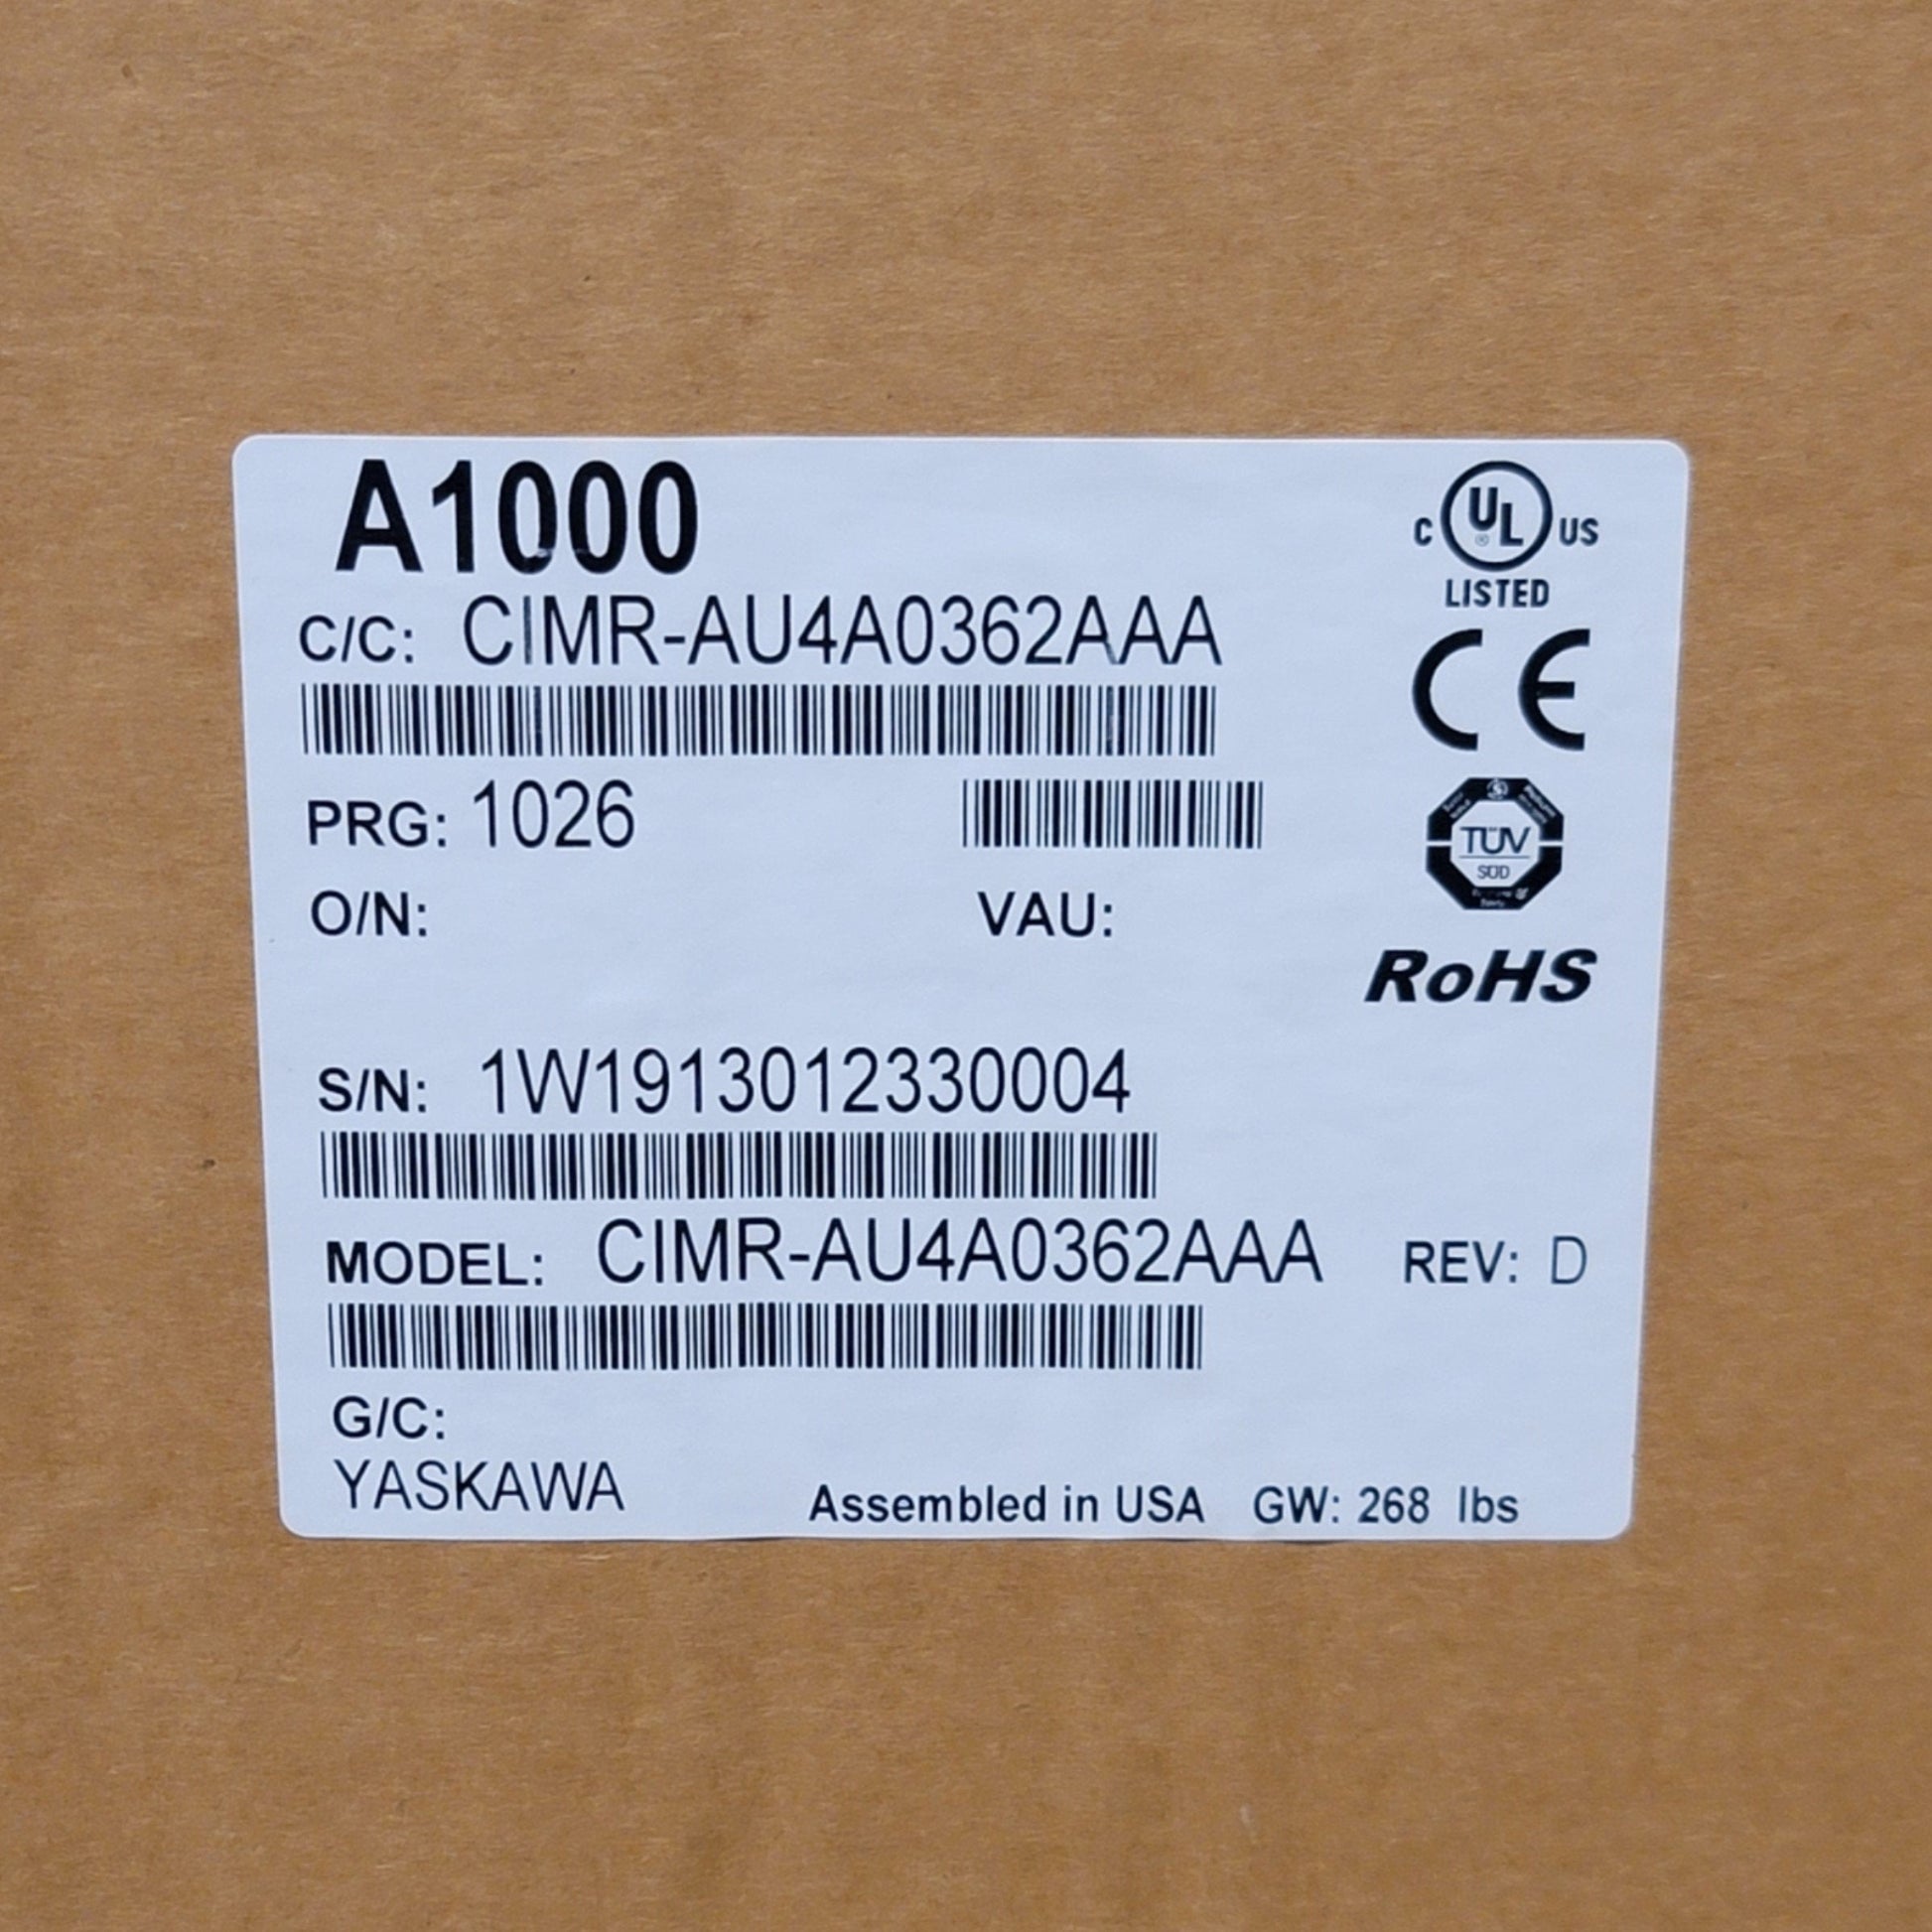 A1000
C UL US
®
LISTED
C/C: CIMR-AU4A0362AAA
CE
PRG: 1026
TÜV
SÜD
O/N: VAU:
RoHS
S/N: 1W1913012330004
MODEL: CIMR-AU4A0362AAA REV: D
G/C:
YASKAWA
Assembled in USA GW: 268 lbs